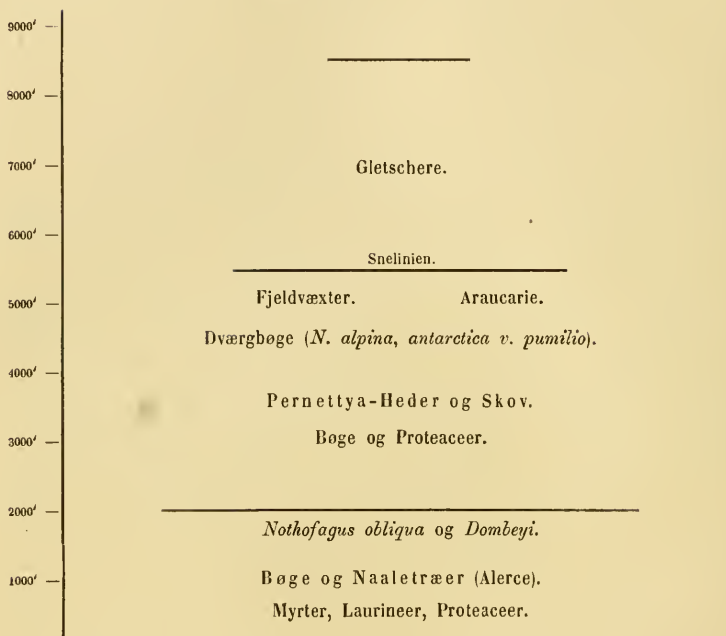 9000'
8000'
7000' Gletschere.
6000'
Snelinien.
5000' Fjeldvæxter. Araucarie.
Dværgbøge (N. alpina, antarctica v. pumilio).
4000'
Pernettya-Heder og Skov.
3000' Bøge og Proteaceer.
2000'
Nothofagus obliqua og Dombeyi.
1000' Bøge og Naaletræer (Alerce).
Myrter, Laurineer, Proteaceer.